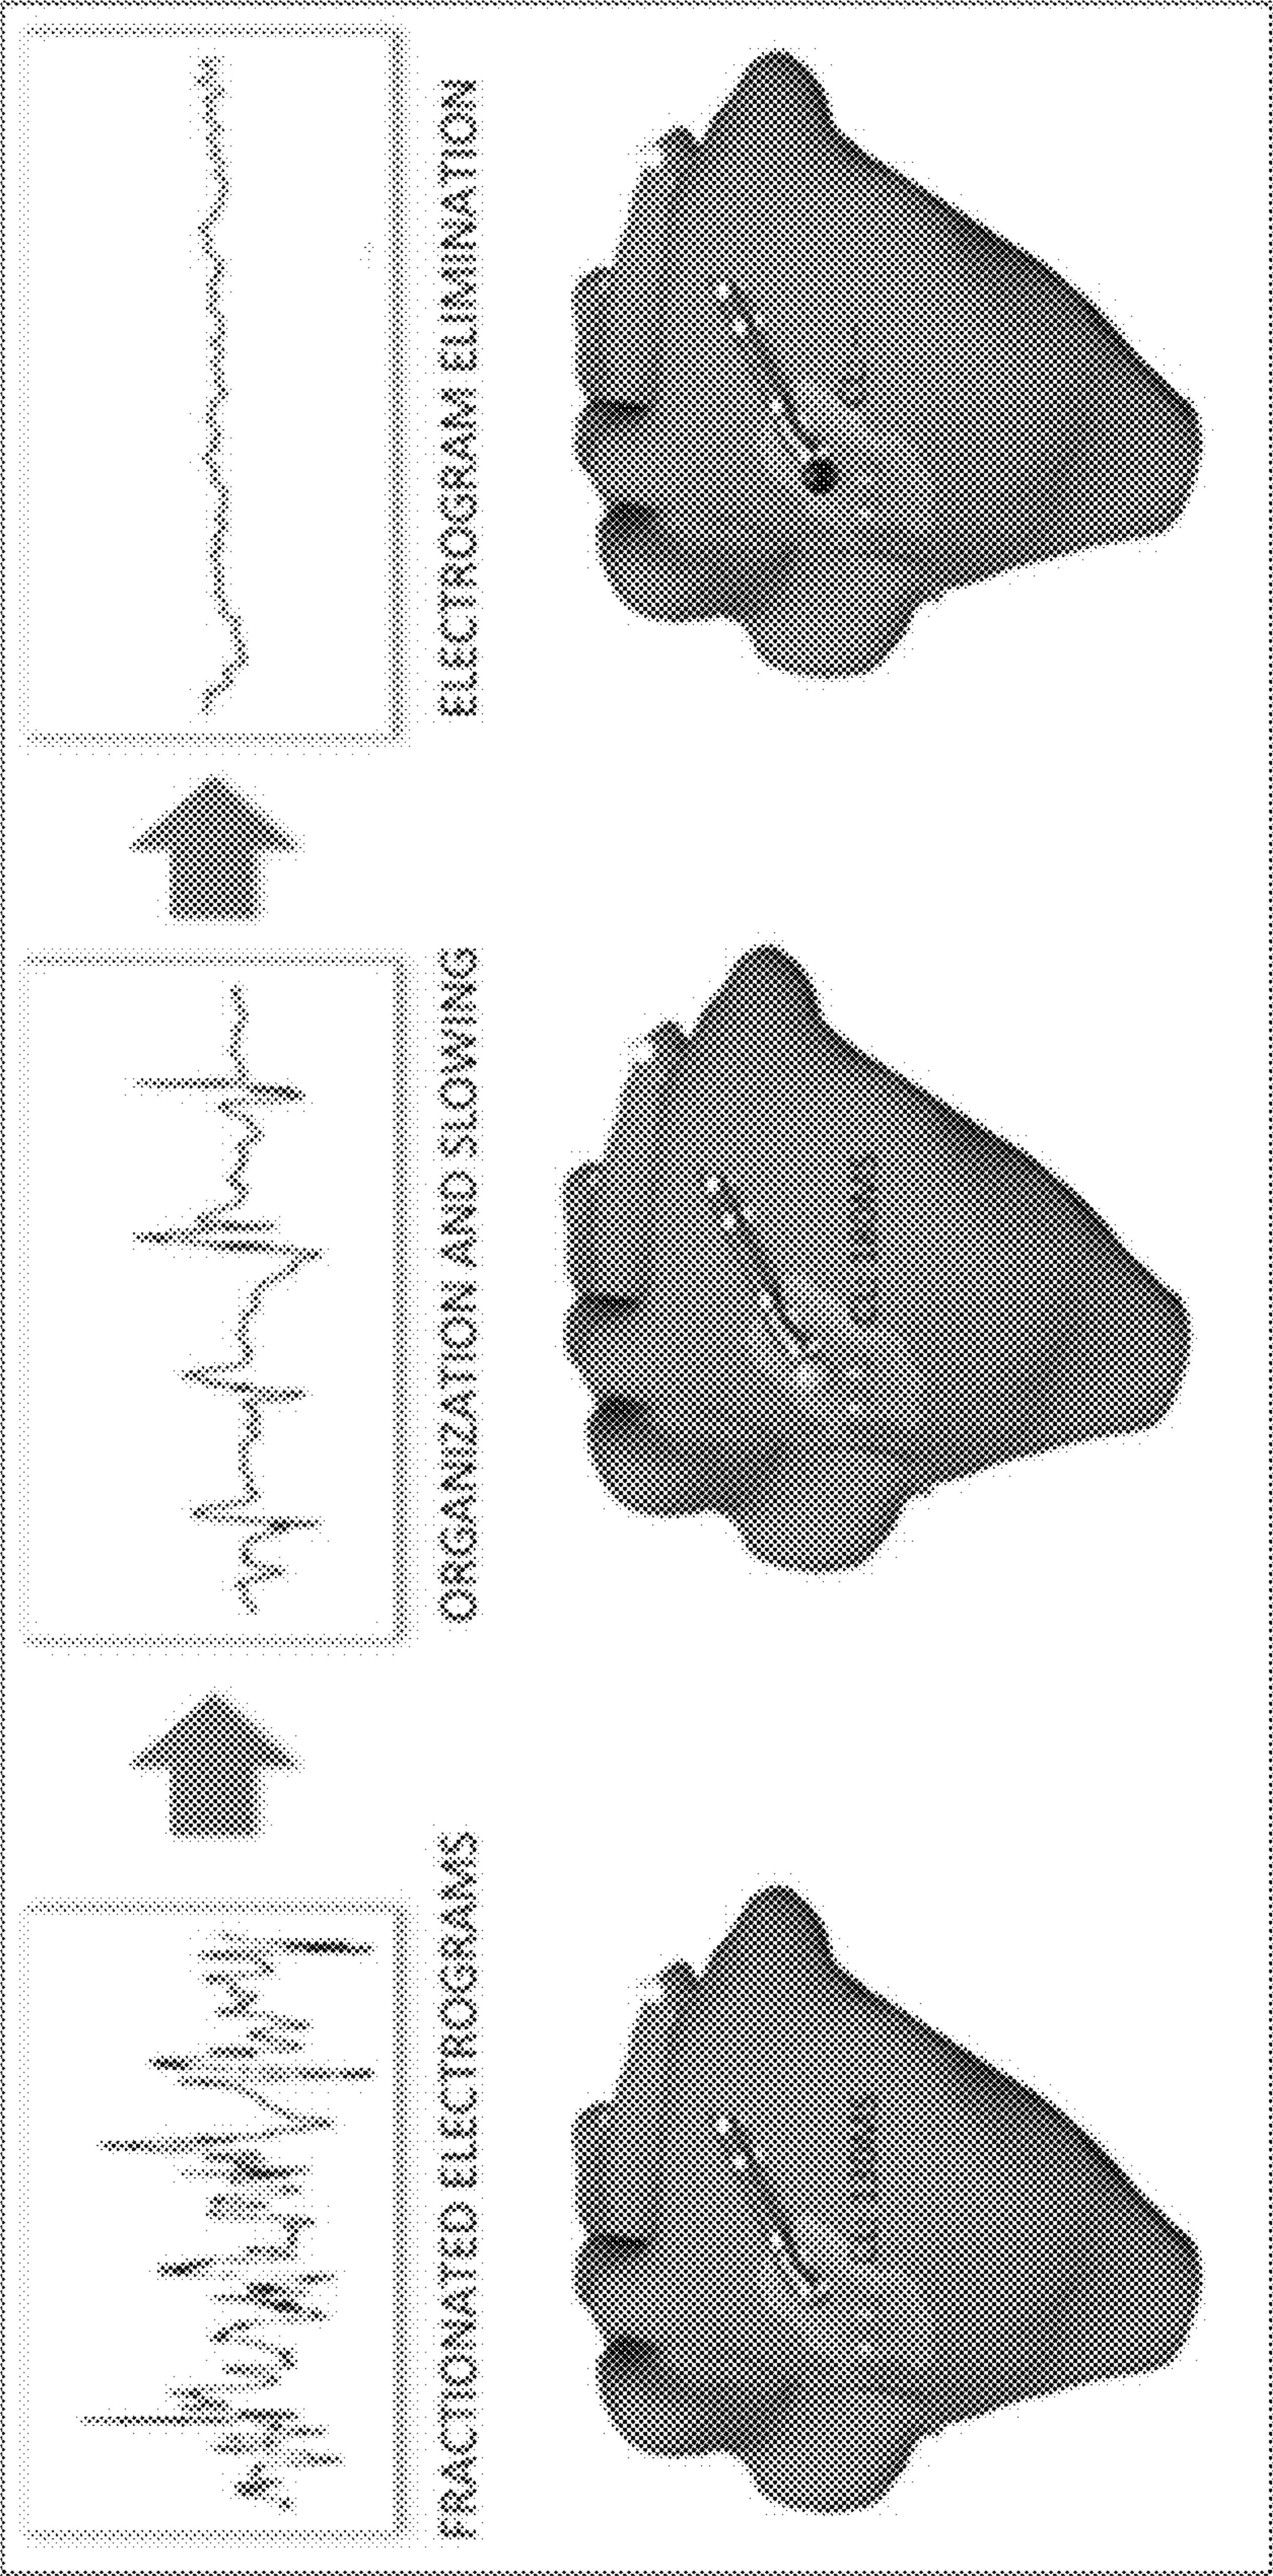 FRACTIONATED ELECTROGRAMS
ORGANIZATION AND SLOWING
ELECTROGRAM ELIMINATION